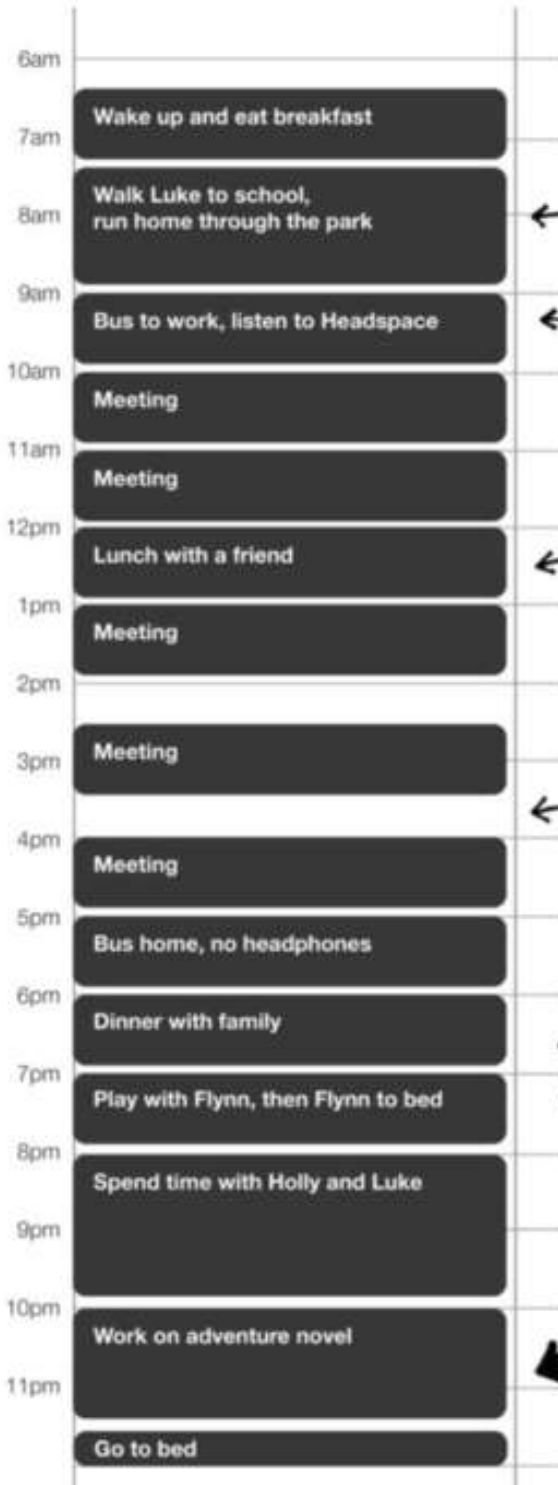 6am
Wake up and eat breakfast
7am
Walk Luke to school,
8am
run home through the park
9am
Bus to work, listen to Headspace
10am
Meeting
11am
Meeting
12pm
Lunch with a friend
1pm
Meeting
2pm
Meeting
3pm
4pm
Meeting
5pm
Bus home, no headphones
6pm
Dinner with family
7pm
Play with Flynn, then Flynn to bed
8pm
Spend time with Holly and Luke
9pm
10pm
Work on adventure novel
11pm
Go to bed